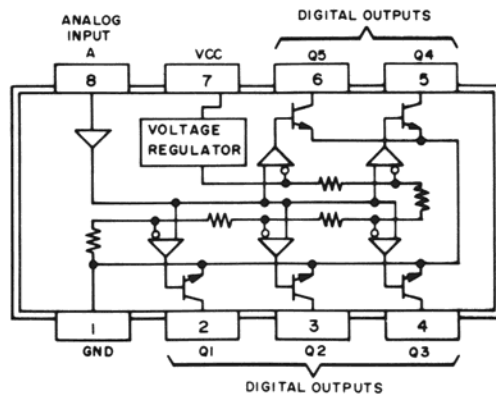 ANALOG
INPUT
A
DIGITAL OUTPUTS
VCC
Q5
Q4
8
7
6
5
VOLTAGE
REGULATOR
1
2
3
4
GND
Q1
Q2
Q3
DIGITAL OUTPUTS